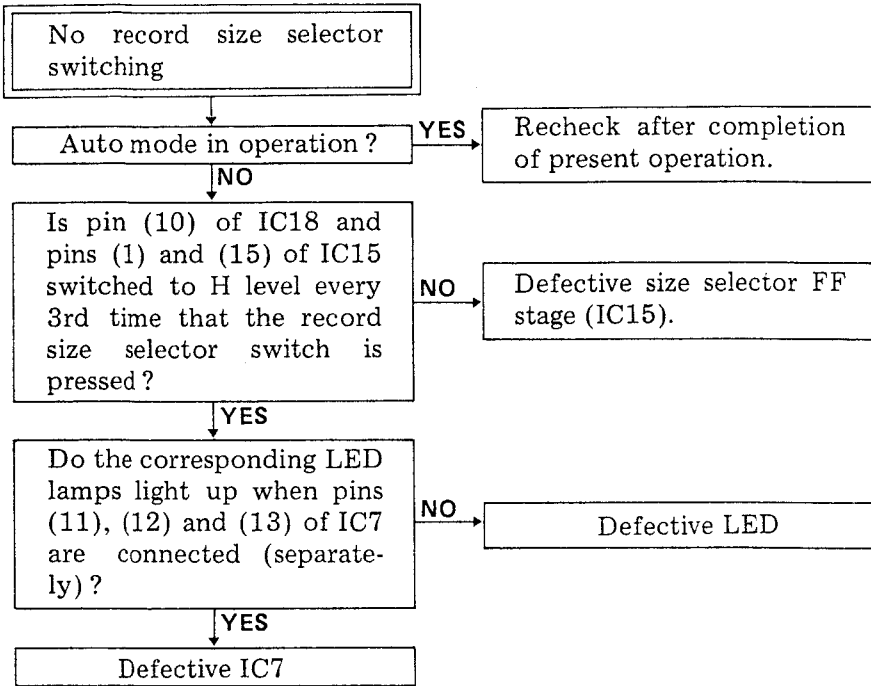 No record size selector
switching
Auto mode in operation ?
YES
Recheck after completion
of present operation.
NO
Is pin (10) of IC18 and
pins (1) and (15) of IC15
switched to H level every
3rd time that the record
size selector switch is
pressed ?
NO
Defective size selector FF
stage (IC15).
YES
Do the corresponding LED
lamps light up when pins
(11), (12) and (13) of IC7
are connected (separate-
ly) ?
NO
Defective LED
YES
Defective IC7